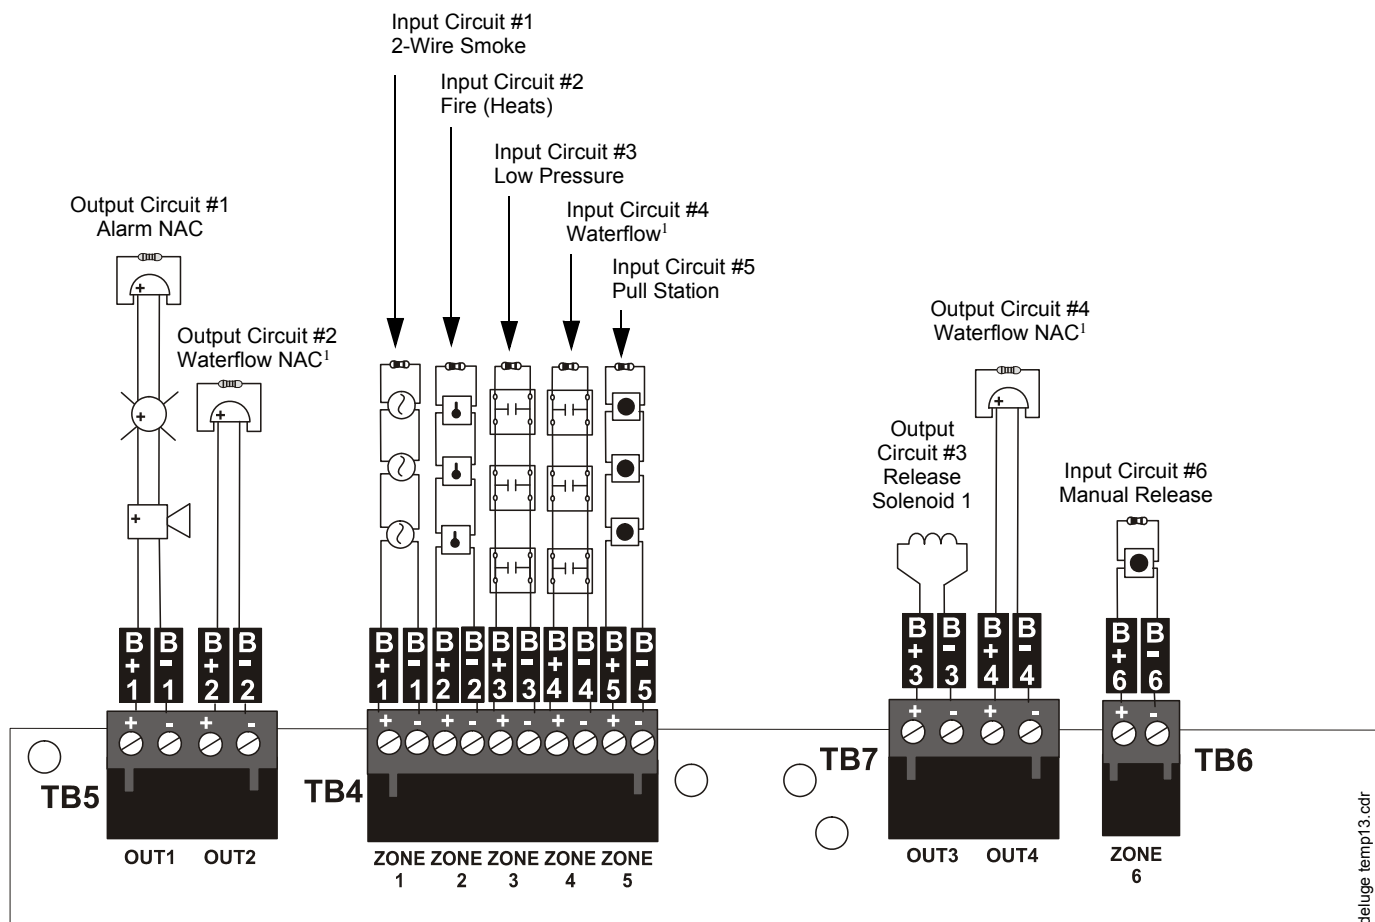 Input Circuit #1
2-Wire Smoke
Input Circuit #2
Fire (Heats)
Input Circuit #3
Low Pressure
Input Circuit #4
Waterflow1
Input Circuit #5
Pull Station
Output Circuit #1
Alarm NAC
Output Circuit #2
Waterflow NAC1
Output Circuit #4
Waterflow NAC1
Output
Circuit #3
Release
Solenoid 1
Input Circuit #6
Manual Release
+
+
+
+
+
B+1 B-1 B+2 B-2
B+1 B-1 B+2 B-2 B+3 B-3 B+4 B-4 B+5 B-5
B+3 B-3 B+4 B-4
B+6 B-6
+ - + -
+ - + - + - + - + -
+ - + -
+ -
TB5
TB4
TB7
TB6
OUT1 OUT2
ZONE ZONE ZONE ZONE ZONE
1 2 3 4 5
OUT3 OUT4
ZONE
6
deluge temp13.cdr